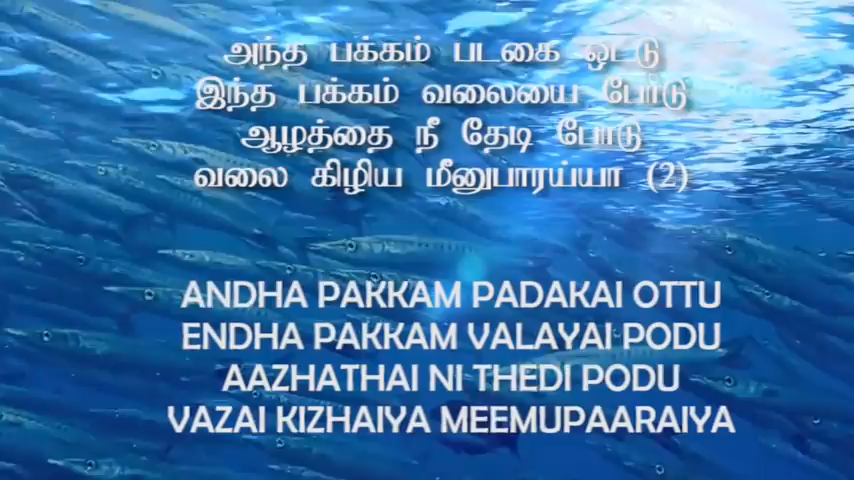 அந்த பக்கம் படகை ஒட்டு
இந்த பக்கம் வலையை போடு
ஆழத்தை நீ தேடி போடு
வலை கிழிய மீனுபாரய்யா (2)
ANDHA PAKKAM PADAKAI OTTU
ENDHA PAKKAM VALAYAI PODU
AAZHATHAI NI THEDI PODU
VAZAI KIZHAIYA MEEMUPAARAIYA